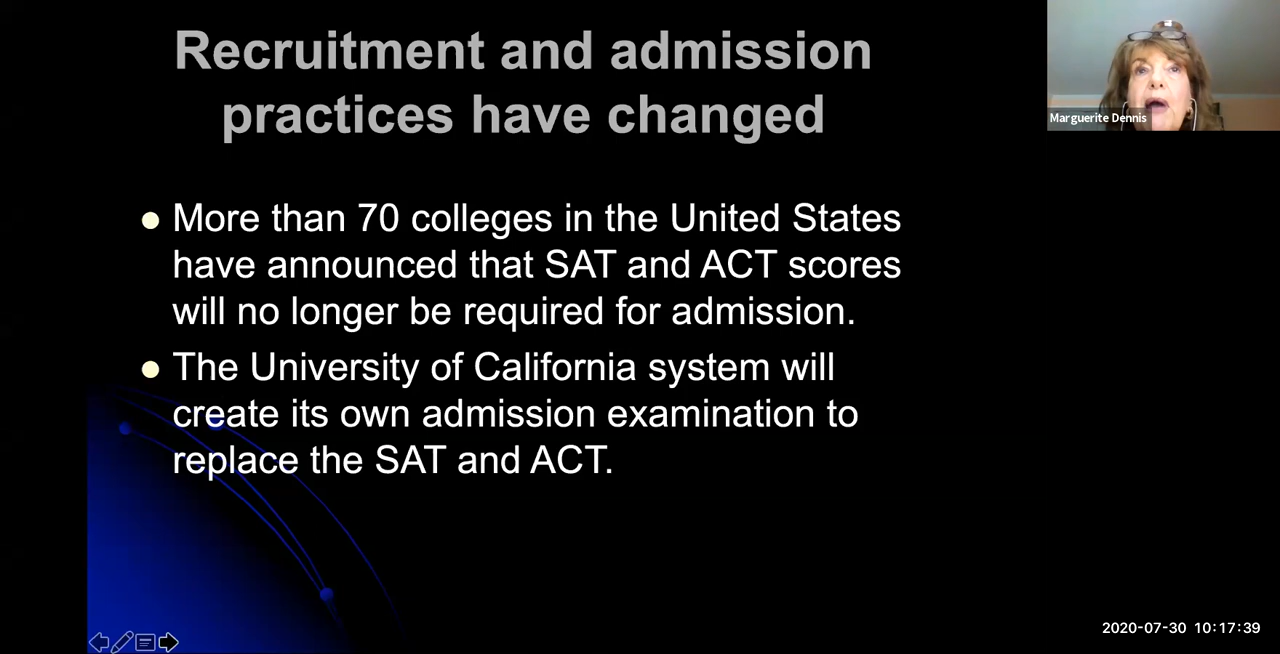 Recruitment and admission
practices have changed
Marguerite Dennis
More than 70 colleges in the United States
have announced that SAT and ACT scores
will no longer be required for admission.
The University of California system will
create its own admission examination to
replace the SAT and ACT.
2020-07-30 10:17:39